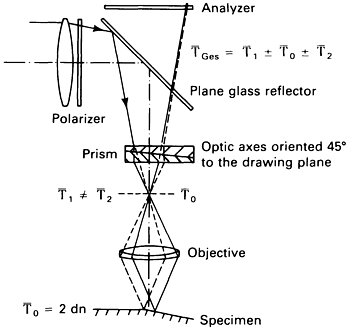 Analyzer
T̄Ges = T̄1 ± T̄0 ± T̄2
Plane glass reflector
Polarizer
Prism
Optic axes oriented 45°
to the drawing plane
T̄1 ≠ T̄2
T̄0
Objective
T̄0 = 2 dn
Specimen